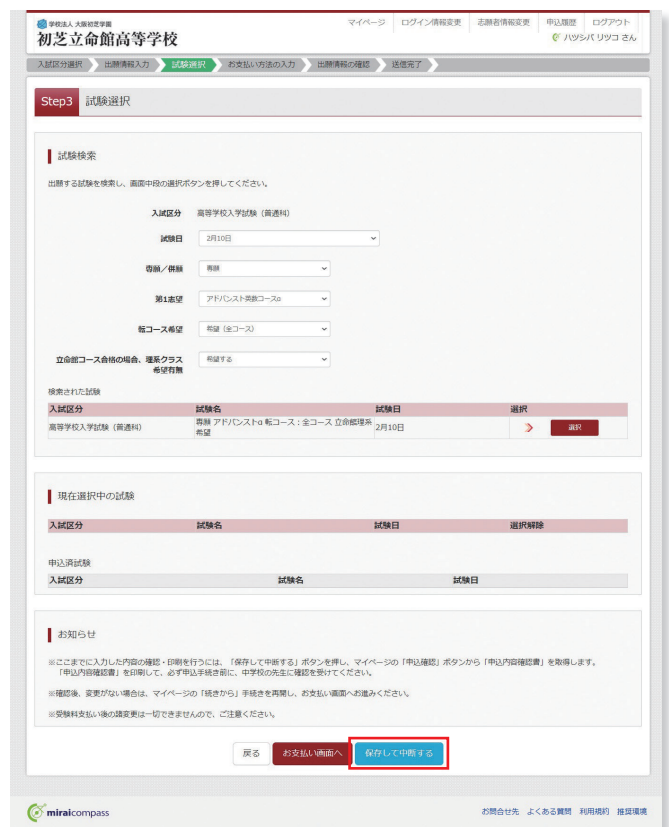 学校法人 大阪初芝学園
初芝立命館高等学校
マイページ ログイン情報変更 志願者情報変更 申込履歴 ログアウト
ハツシバ リツコ さん
入試区分選択 出願情報入力 試験選択 お支払い方法の入力 出願情報の確認 送信完了
Step3 試験選択
試験検索
出願する試験を検索し、画面中段の選択ボタンを押してください。
入試区分 高等学校入学試験（普通科）
試験日 2月10日
専願／併願 専願
第1志望 アドバンスト英数コースα
転コース希望 希望（全コース）
立命館コース合格の場合、理系クラス 希望する
希望有無
検索された試験
入試区分 試験名 試験日 選択
高等学校入学試験（普通科） 専願 アドバンストα 転コース：全コース 立命館理系 2月10日 選択
希望
現在選択中の試験
入試区分 試験名 試験日 選択解除
申込済試験
入試区分 試験名 試験日
お知らせ
※ここまでに入力した内容の確認・印刷を行うには、「保存して中断する」ボタンを押し、マイページの「申込確認」ボタンから「申込内容確認書」を取得します。
「申込内容確認書」を印刷して、必ず申込手続き前に、中学校の先生に確認を受けてください。
※確認後、変更がない場合は、マイページの「続きから」手続きを再開し、お支払い画面へお進みください。
※受験料支払い後の諸変更は一切できませんので、ご注意ください。
戻る お支払い画面へ 保存して中断する
miraicompass
お問合せ先 よくある質問 利用規約 推奨環境